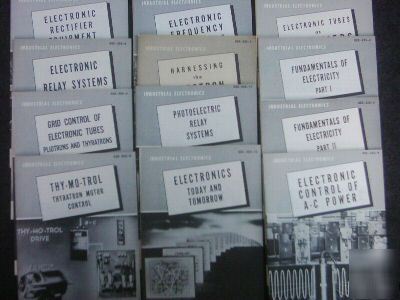 INDUSTRIAL ELECTRONICS
ELECTRONIC
RECTIFIER
EQUIPMENT
INDUSTRIAL ELECTRONICS
ELECTRONIC
FREQUENCY
INDUSTRIAL ELECTRONICS
ELECTRONIC TUBES
INDUSTRIAL ELECTRONICS
ELECTRONIC
RELAY SYSTEMS
INDUSTRIAL ELECTRONICS
HARNESSING
the
INDUSTRIAL ELECTRONICS
FUNDAMENTALS OF
ELECTRICITY
PART I
INDUSTRIAL ELECTRONICS
GRID CONTROL OF
ELECTRONIC TUBES
PLIOTRONS AND THYRATRONS
INDUSTRIAL ELECTRONICS
PHOTOELECTRIC
RELAY
SYSTEMS
INDUSTRIAL ELECTRONICS
FUNDAMENTALS OF
ELECTRICITY
PART II
INDUSTRIAL ELECTRONICS
THY-MO-TROL
THYRATRON MOTOR
CONTROL
THY-MO-TROL
DRIVE
INDUSTRIAL ELECTRONICS
ELECTRONICS
TODAY AND
TOMORROW
INDUSTRIAL ELECTRONICS
ELECTRONIC
CONTROL OF
A-C POWER